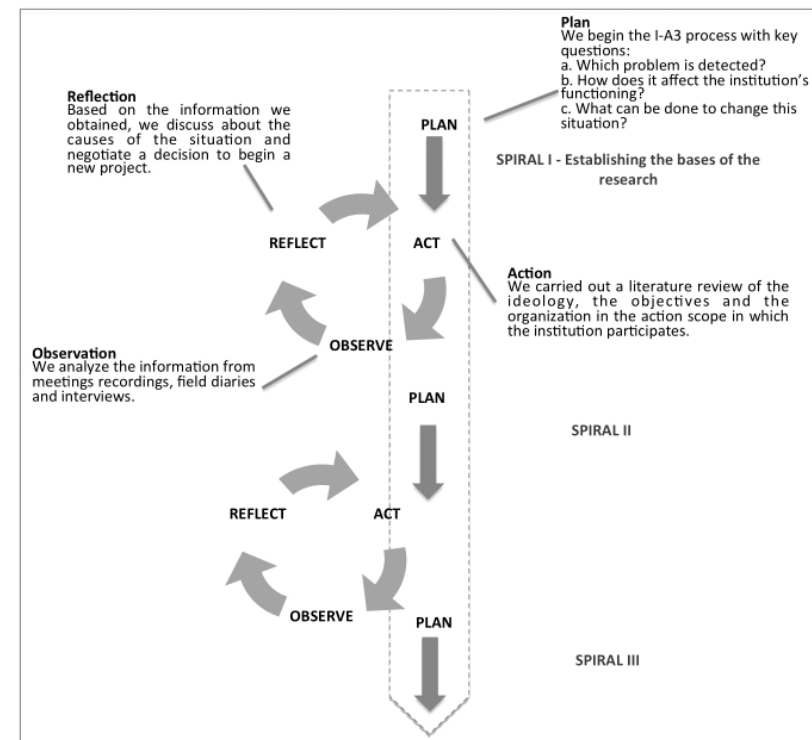 Plan
We begin the I-A3 process with key
questions:
a. Which problem is detected?
b. How does it affect the institution's
functioning?
c. What can be done to change this
situation?
Reflection
Based on the information we
obtained, we discuss about the
causes of the situation and
negotiate a decision to begin a
new project.
PLAN
SPIRAL I - Establishing the bases of the
research
REFLECT
ACT
Action
We carried out a literature review of the
ideology, the objectives and the
organization in the action scope in which
the institution participates.
OBSERVE
Observation
We analyze the information from
meetings recordings, field diaries
and interviews.
PLAN
SPIRAL II
REFLECT
ACT
OBSERVE
PLAN
SPIRAL III